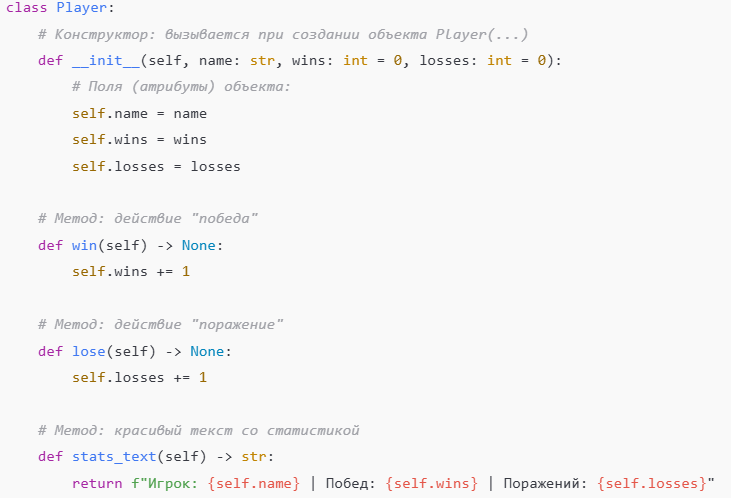 class Player:
    # Конструктор: вызывается при создании объекта Player(...)
    def __init__(self, name: str, wins: int = 0, losses: int = 0):
        # Поля (атрибуты) объекта:
        self.name = name
        self.wins = wins
        self.losses = losses

    # Метод: действие "победа"
    def win(self) -> None:
        self.wins += 1

    # Метод: действие "поражение"
    def lose(self) -> None:
        self.losses += 1

    # Метод: красивый текст со статистикой
    def stats_text(self) -> str:
        return f"Игрок: {self.name} | Побед: {self.wins} | Поражений: {self.losses}"